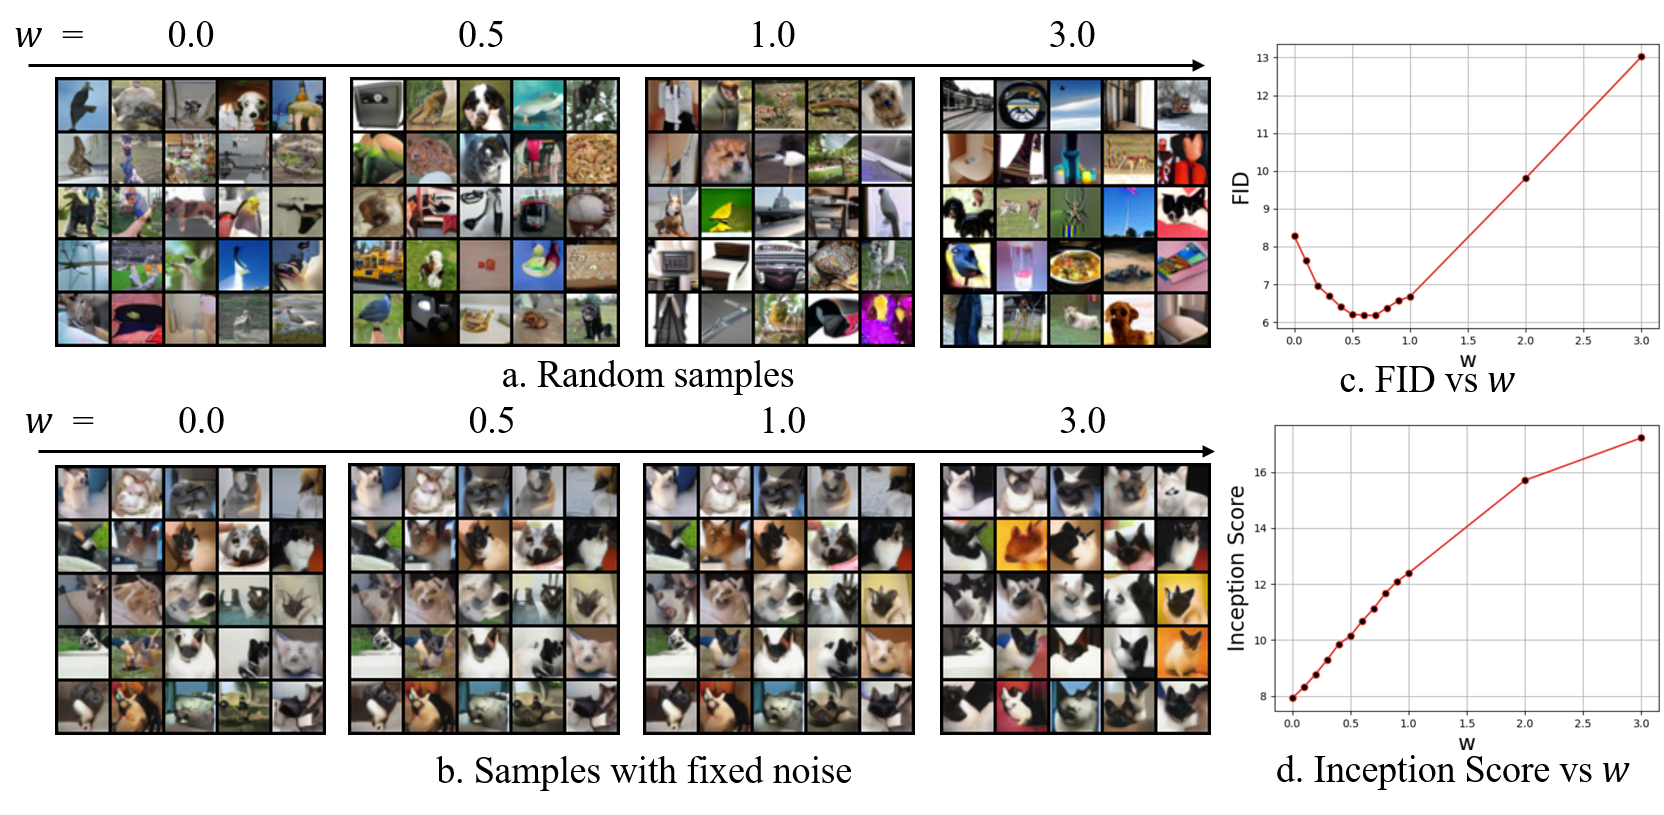 w = 0.0 0.5 1.0 3.0
a. Random samples
w = 0.0 0.5 1.0 3.0
b. Samples with fixed noise
13
12
11
10
9
8
7
6
FID
0.0 0.5 1.0 1.5 2.0 2.5 3.0
w
c. FID vs w
16
14
12
10
8
Inception Score
0.0 0.5 1.0 1.5 2.0 2.5 3.0
w
d. Inception Score vs w